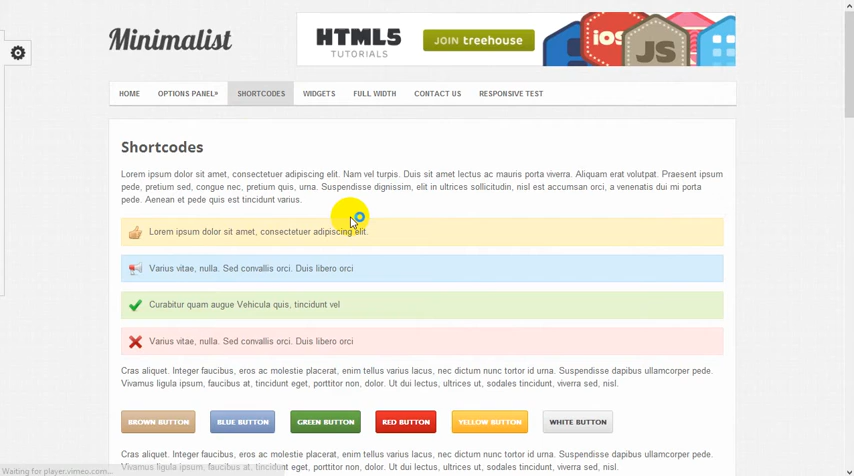 Minimalist
HTML5
TUTORIALS
JOIN TREEHOUSE
iOS
JS
HOME OPTIONS PANEL» SHORTCODES WIDGETS FULL WIDTH CONTACT US RESPONSIVE TEST
Shortcodes
Lorem ipsum dolor sit amet, consectetuer adipiscing elit. Nam vel turpis. Duis sit amet lectus ac mauris porta viverra. Aliquam erat volutpat. Praesent ipsum
pede, pretium sed, congue nec, pretium quis, urna. Suspendisse dignissim, elit in ultrices sollicitudin, nisl est accumsan orci, a venenatis dui mi porta
pede. Aenean et pede quis est tincidunt varius.
Lorem ipsum dolor sit amet, consectetuer adipiscing elit.
Varius vitae, nulla. Sed convallis orci. Duis libero orci
Curabitur quam augue Vehicula quis, tincidunt vel
Varius vitae, nulla. Sed convallis orci. Duis libero orci
Cras aliquet. Integer faucibus, eros ac molestie placerat, enim tellus varius lacus, nec dictum nunc tortor id urna. Suspendisse dapibus ullamcorper pede.
Vivamus ligula ipsum, faucibus at, tincidunt eget, porttitor non, dolor. Ut dui lectus, ultrices ut, sodales tincidunt, viverra sed, nisl.
BROWN BUTTON BLUE BUTTON GREEN BUTTON RED BUTTON YELLOW BUTTON WHITE BUTTON
Cras aliquet. Integer faucibus, eros ac molestie placerat, enim tellus varius lacus, nec dictum nunc tortor id urna. Suspendisse dapibus ullamcorper pede.
Vivamus ligula ipsum, faucibus at, tincidunt eget, porttitor non, dolor. Ut dui lectus, ultrices ut, sodales tincidunt, viverra sed, nisl.
Waiting for player.vimeo.com...